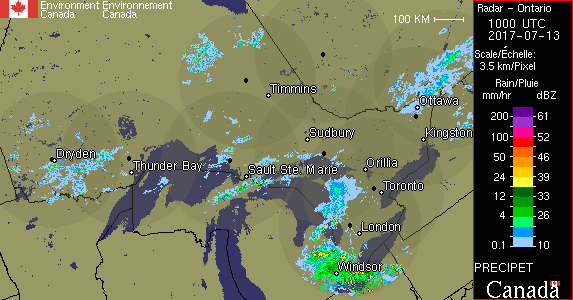 Environment Environnement
Canada Canada
100 KM
Timmins
Ottawa
Sudbury
Kingston
Dryden
Thunder Bay
Sault Ste. Marie
Orillia
Toronto
London
Windsor
Radar - Ontario
1000 UTC
2017-07-13
Scale/Échelle:
3.5 km/Pixel
Rain/Pluie
mm/hr dBZ
200 61
100 52
50 46
24 39
12 33
4 26
0.1 10
PRECIPET
Canada